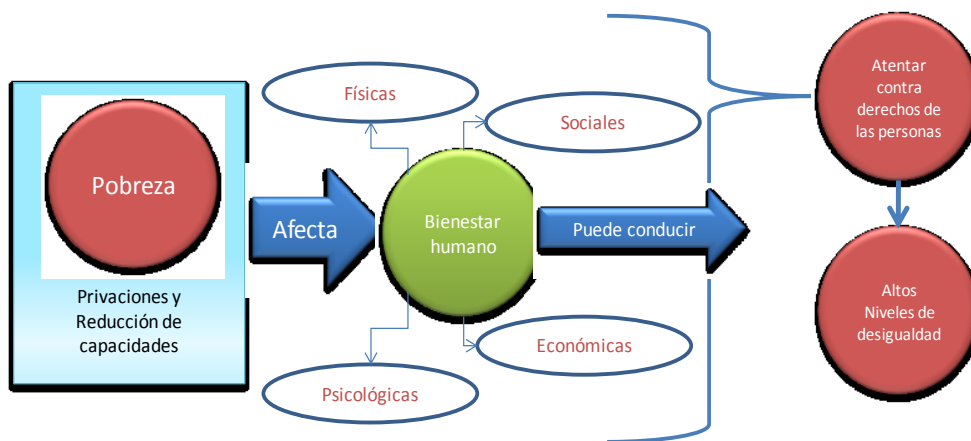 Pobreza
Privaciones y
Reducción de
capacidades
Afecta
Físicas
Sociales
Bienestar
humano
Psicológicas
Económicas
Puede conducir
Atentar
contra
derechos de
las personas
Altos
Niveles de
desigualdad